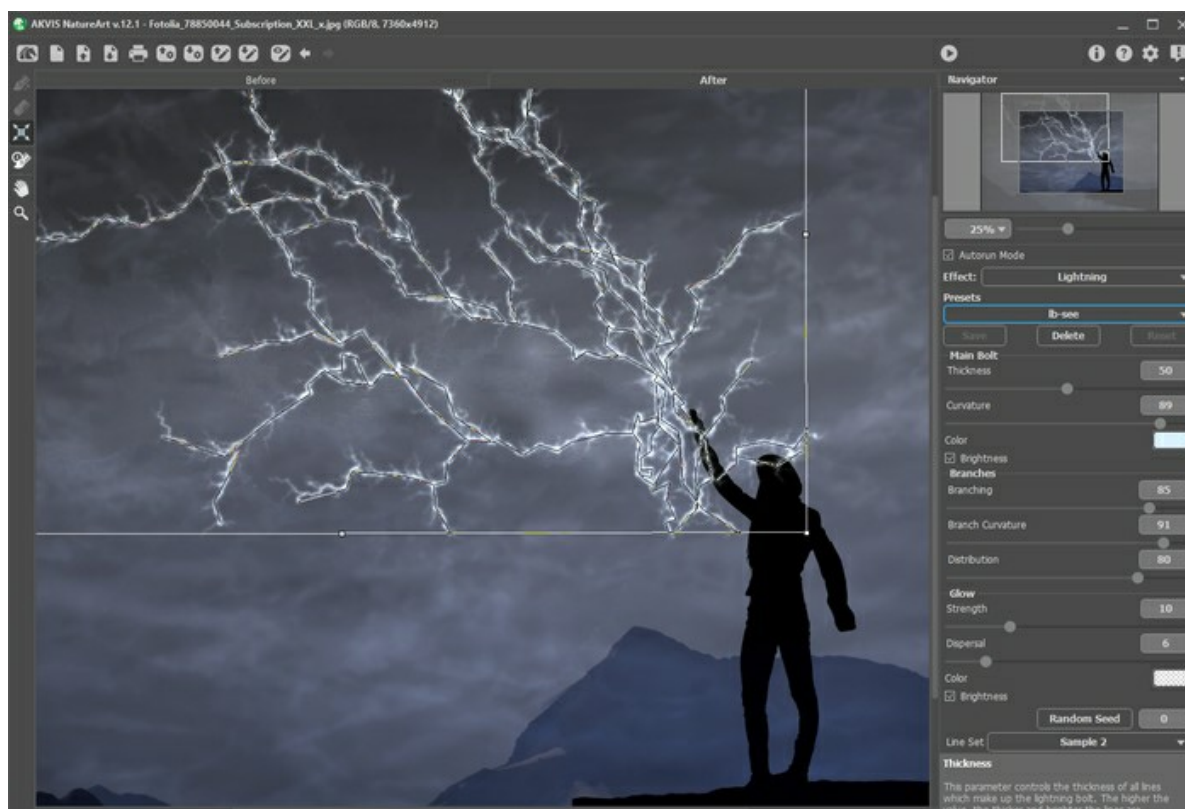 AKVIS NatureArt v.12.1 - Fotolia_78850044_Subscription_XXL_x.jpg (RGB/8, 7360x4912)
Before
After
Navigator
25%
Autorun Mode
Effect:
Lightning
Presets
lb-see
Save
Delete
Reset
Main Bolt
Thickness
50
Curvature
89
Color
Brightness
Branches
Branching
85
Branch Curvature
91
Distribution
80
Glow
Strength
10
Dispersal
6
Color
Brightness
Random Seed
0
Line Set
Sample 2
Thickness
This parameter controls the thickness of all lines
which make up the lightning bolt. The higher the